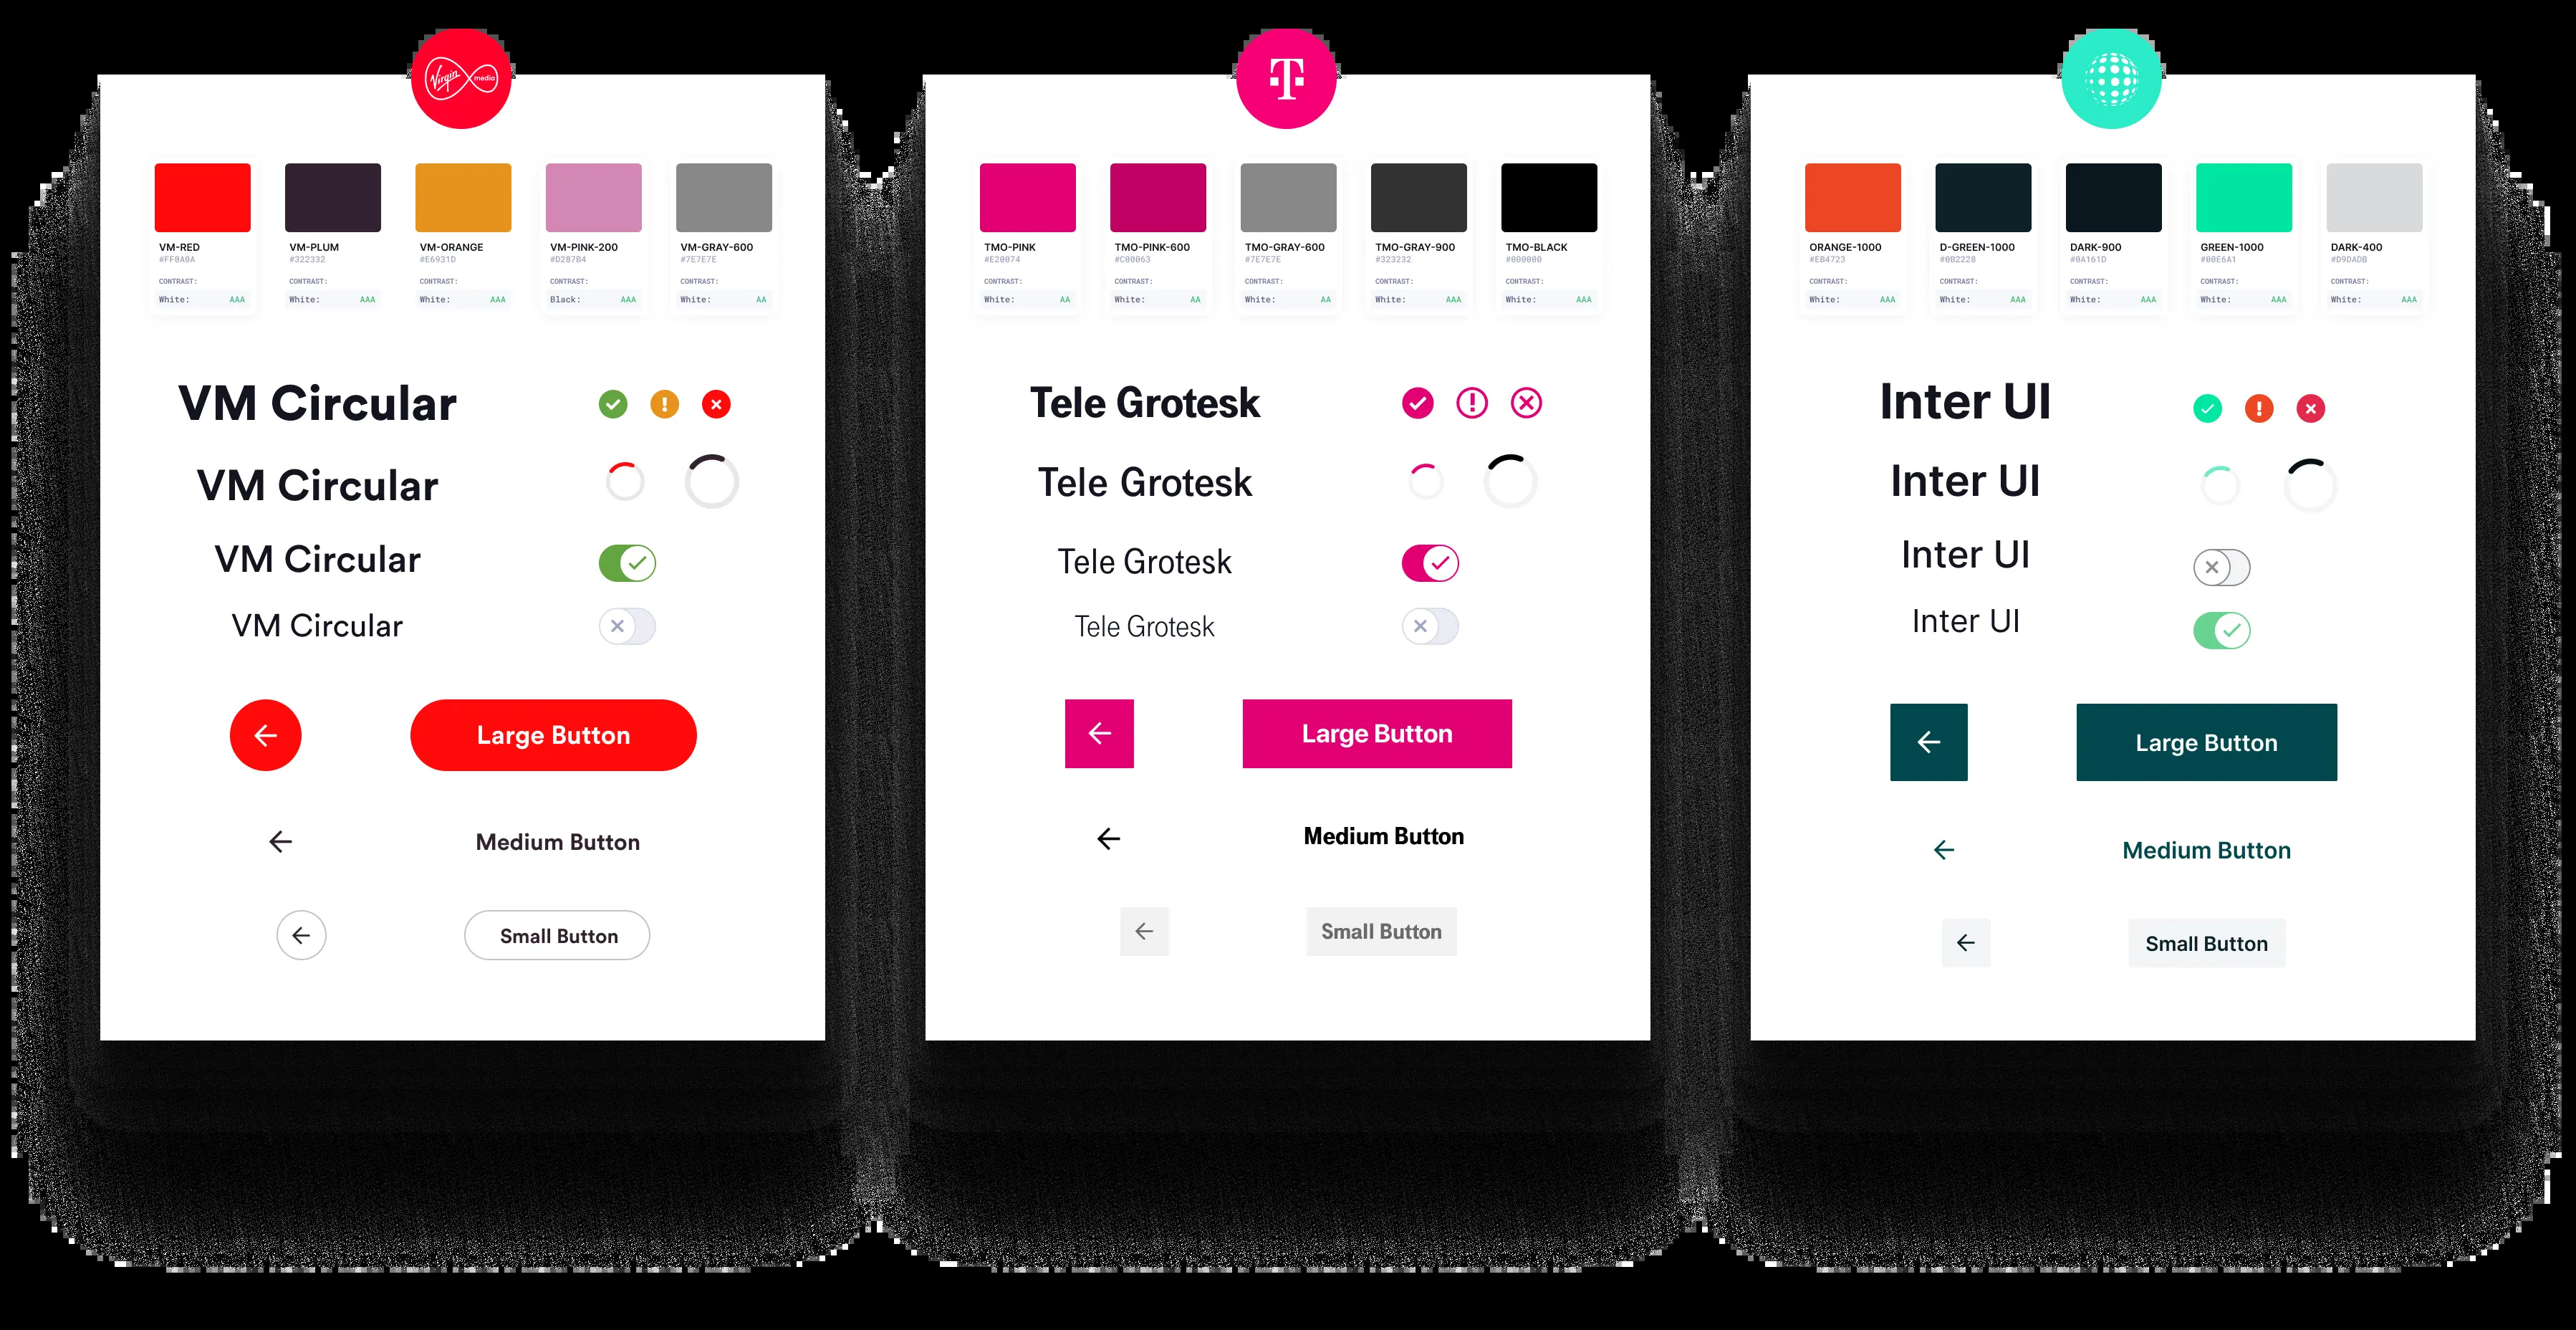 Virgin media
T
VM-RED
#FF0A0A
CONTRAST:
White: AAA
VM-PLUM
#322332
CONTRAST:
White: AAA
VM-ORANGE
#E6931D
CONTRAST:
White: AAA
VM-PINK-200
#D287B4
CONTRAST:
Black: AAA
VM-GRAY-600
#7E7E7E
CONTRAST:
White: AA
VM Circular
VM Circular
VM Circular
VM Circular
Large Button
Medium Button
Small Button
TMO-PINK
#E20074
CONTRAST:
White: AA
TMO-PINK-600
#C00063
CONTRAST:
White: AA
TMO-GRAY-600
#7E7E7E
CONTRAST:
White: AA
TMO-GRAY-900
#323232
CONTRAST:
White: AAA
TMO-BLACK
#000000
CONTRAST:
White: AAA
Tele Grotesk
Tele Grotesk
Tele Grotesk
Tele Grotesk
Large Button
Medium Button
Small Button
ORANGE-1000
#EB4723
CONTRAST:
White: AAA
D-GREEN-1000
#0B2228
CONTRAST:
White: AAA
DARK-900
#0A161D
CONTRAST:
White: AAA
GREEN-1000
#00E6A1
CONTRAST:
White: AAA
DARK-400
#D9DADB
CONTRAST:
White: AAA
Inter UI
Inter UI
Inter UI
Inter UI
Large Button
Medium Button
Small Button